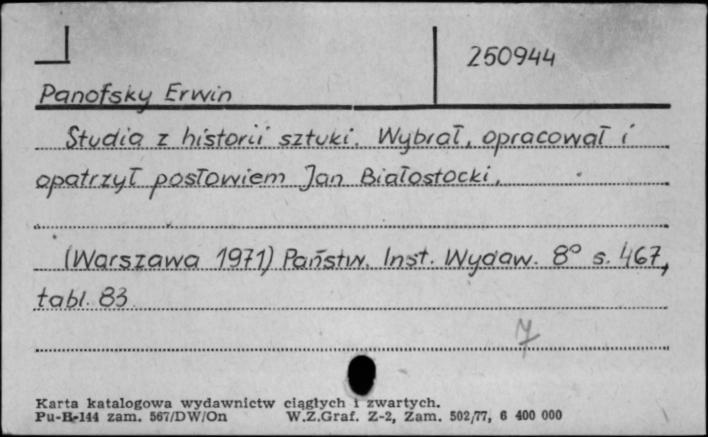 250944
Panofsky Erwin
Studia z historii sztuki. Wybrał, opracował i
opatrzył posłowiem Jan Białostocki.
(Warszawa 1971) Państw. Inst. Wydaw. 8° s. 467,
tabl. 83.
7
Karta katalogowa wydawnictw ciągłych i zwartych.
Pu-B-144 zam. 567/DW/On W.Z.Graf. Z-2, Zam. 502/77, 6 400 000